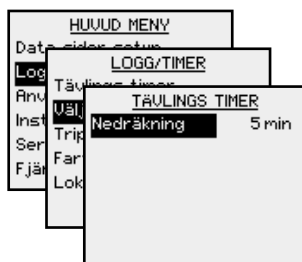 HUVUD MENY
Data sidor setup
Log
Anv
Inst
Ser
Fjär
LOGG/TIMER
Tävlings timer
Välj
Trip
Far
Lok
TÄVLINGS TIMER
Nedräkning 5 min